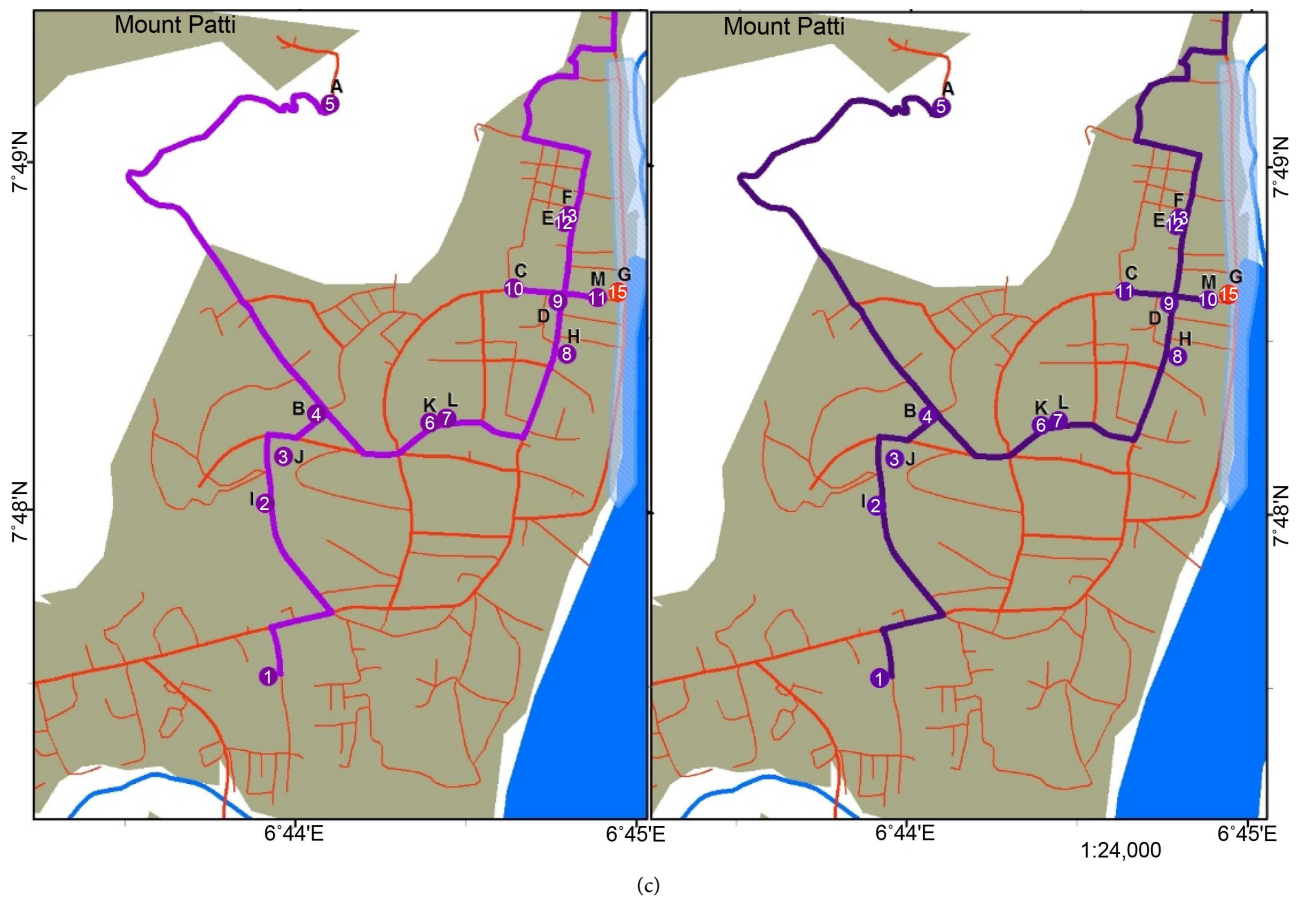 Mount Patti
A
5
7°49'N
F
E
13
12
C
10
M
11
G
15
9
D
H
8
B
4
K
6
L
7
3
J
I
2
7°48'N
1
6°44'E
6°45'E
Mount Patti
A
5
7°49'N
F
E
13
12
C
11
M
10
G
15
9
D
H
8
B
4
K
6
L
7
3
J
I
2
7°48'N
1
6°44'E
6°45'E
1:24,000
(c)